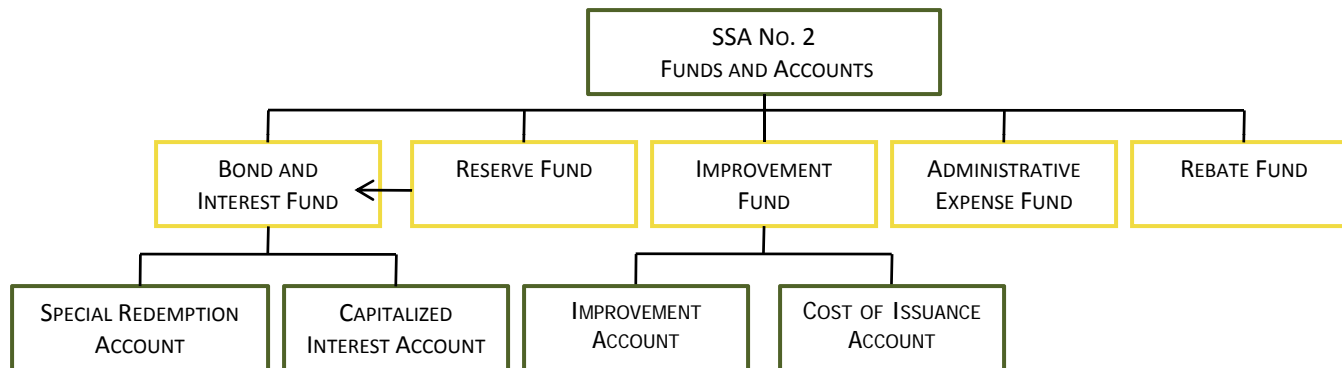 SSA No. 2
Funds and Accounts
Bond and
Interest Fund
Reserve Fund
Improvement
Fund
Administrative
Expense Fund
Rebate Fund
Special Redemption
Account
Capitalized
Interest Account
Improvement
Account
Cost of Issuance
Account